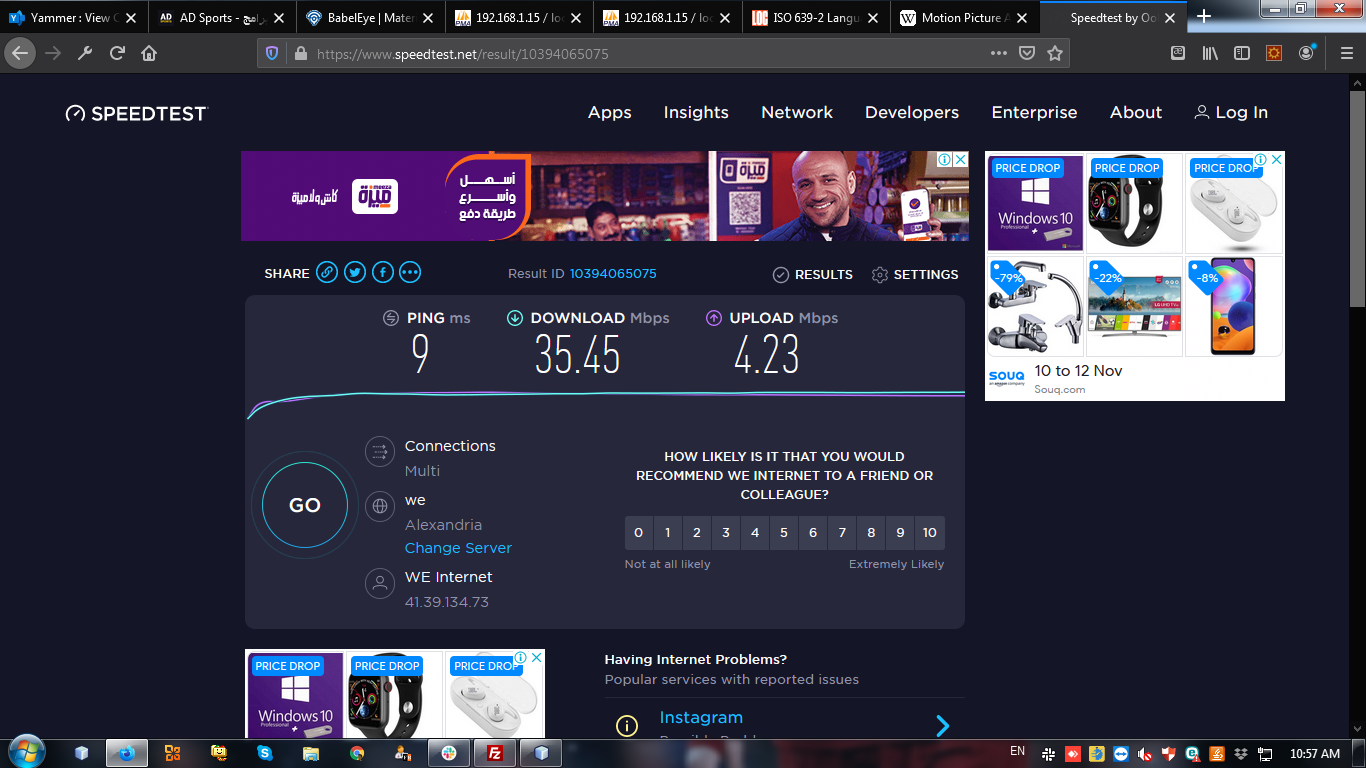 Yammer : View C
AD Sports - برامج
BabelEye | Mater
192.168.1.15 / loc
192.168.1.15 / loc
ISO 639-2 Langu
Motion Picture A
Speedtest by Oo
https://www.speedtest.net/result/10394065075
SPEEDTEST
Apps
Insights
Network
Developers
Enterprise
About
Log In
كاش ولا ميزة
ميزة
meeza
أسهل
وأسرع
طريقة دفع
ميزة
PRICE DROP
PRICE DROP
PRICE DROP
Windows 10
Professional
-79%
-22%
-8%
SOUQ
an amazon company
10 to 12 Nov
Souq.com
SHARE
Result ID 10394065075
RESULTS
SETTINGS
PING ms
9
DOWNLOAD Mbps
35.45
UPLOAD Mbps
4.23
GO
Connections
Multi
we
Alexandria
Change Server
WE Internet
41.39.134.73
HOW LIKELY IS IT THAT YOU WOULD
RECOMMEND WE INTERNET TO A FRIEND OR
COLLEAGUE?
0 1 2 3 4 5 6 7 8 9 10
Not at all likely
Extremely Likely
PRICE DROP
PRICE DROP
PRICE DROP
Windows 10
Professional
Having Internet Problems?
Popular services with reported issues
Instagram
EN
10:57 AM